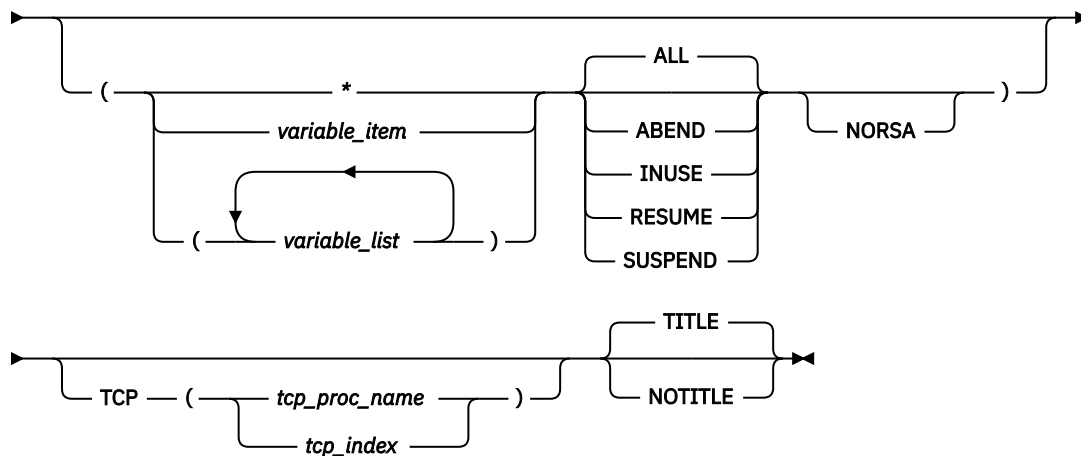 ALL
( * )
variable_item ABEND NORSA
INUSE
RESUME
( variable_list )
SUSPEND
TITLE
TCP ( tcp_proc_name ) NOTITLE
tcp_index